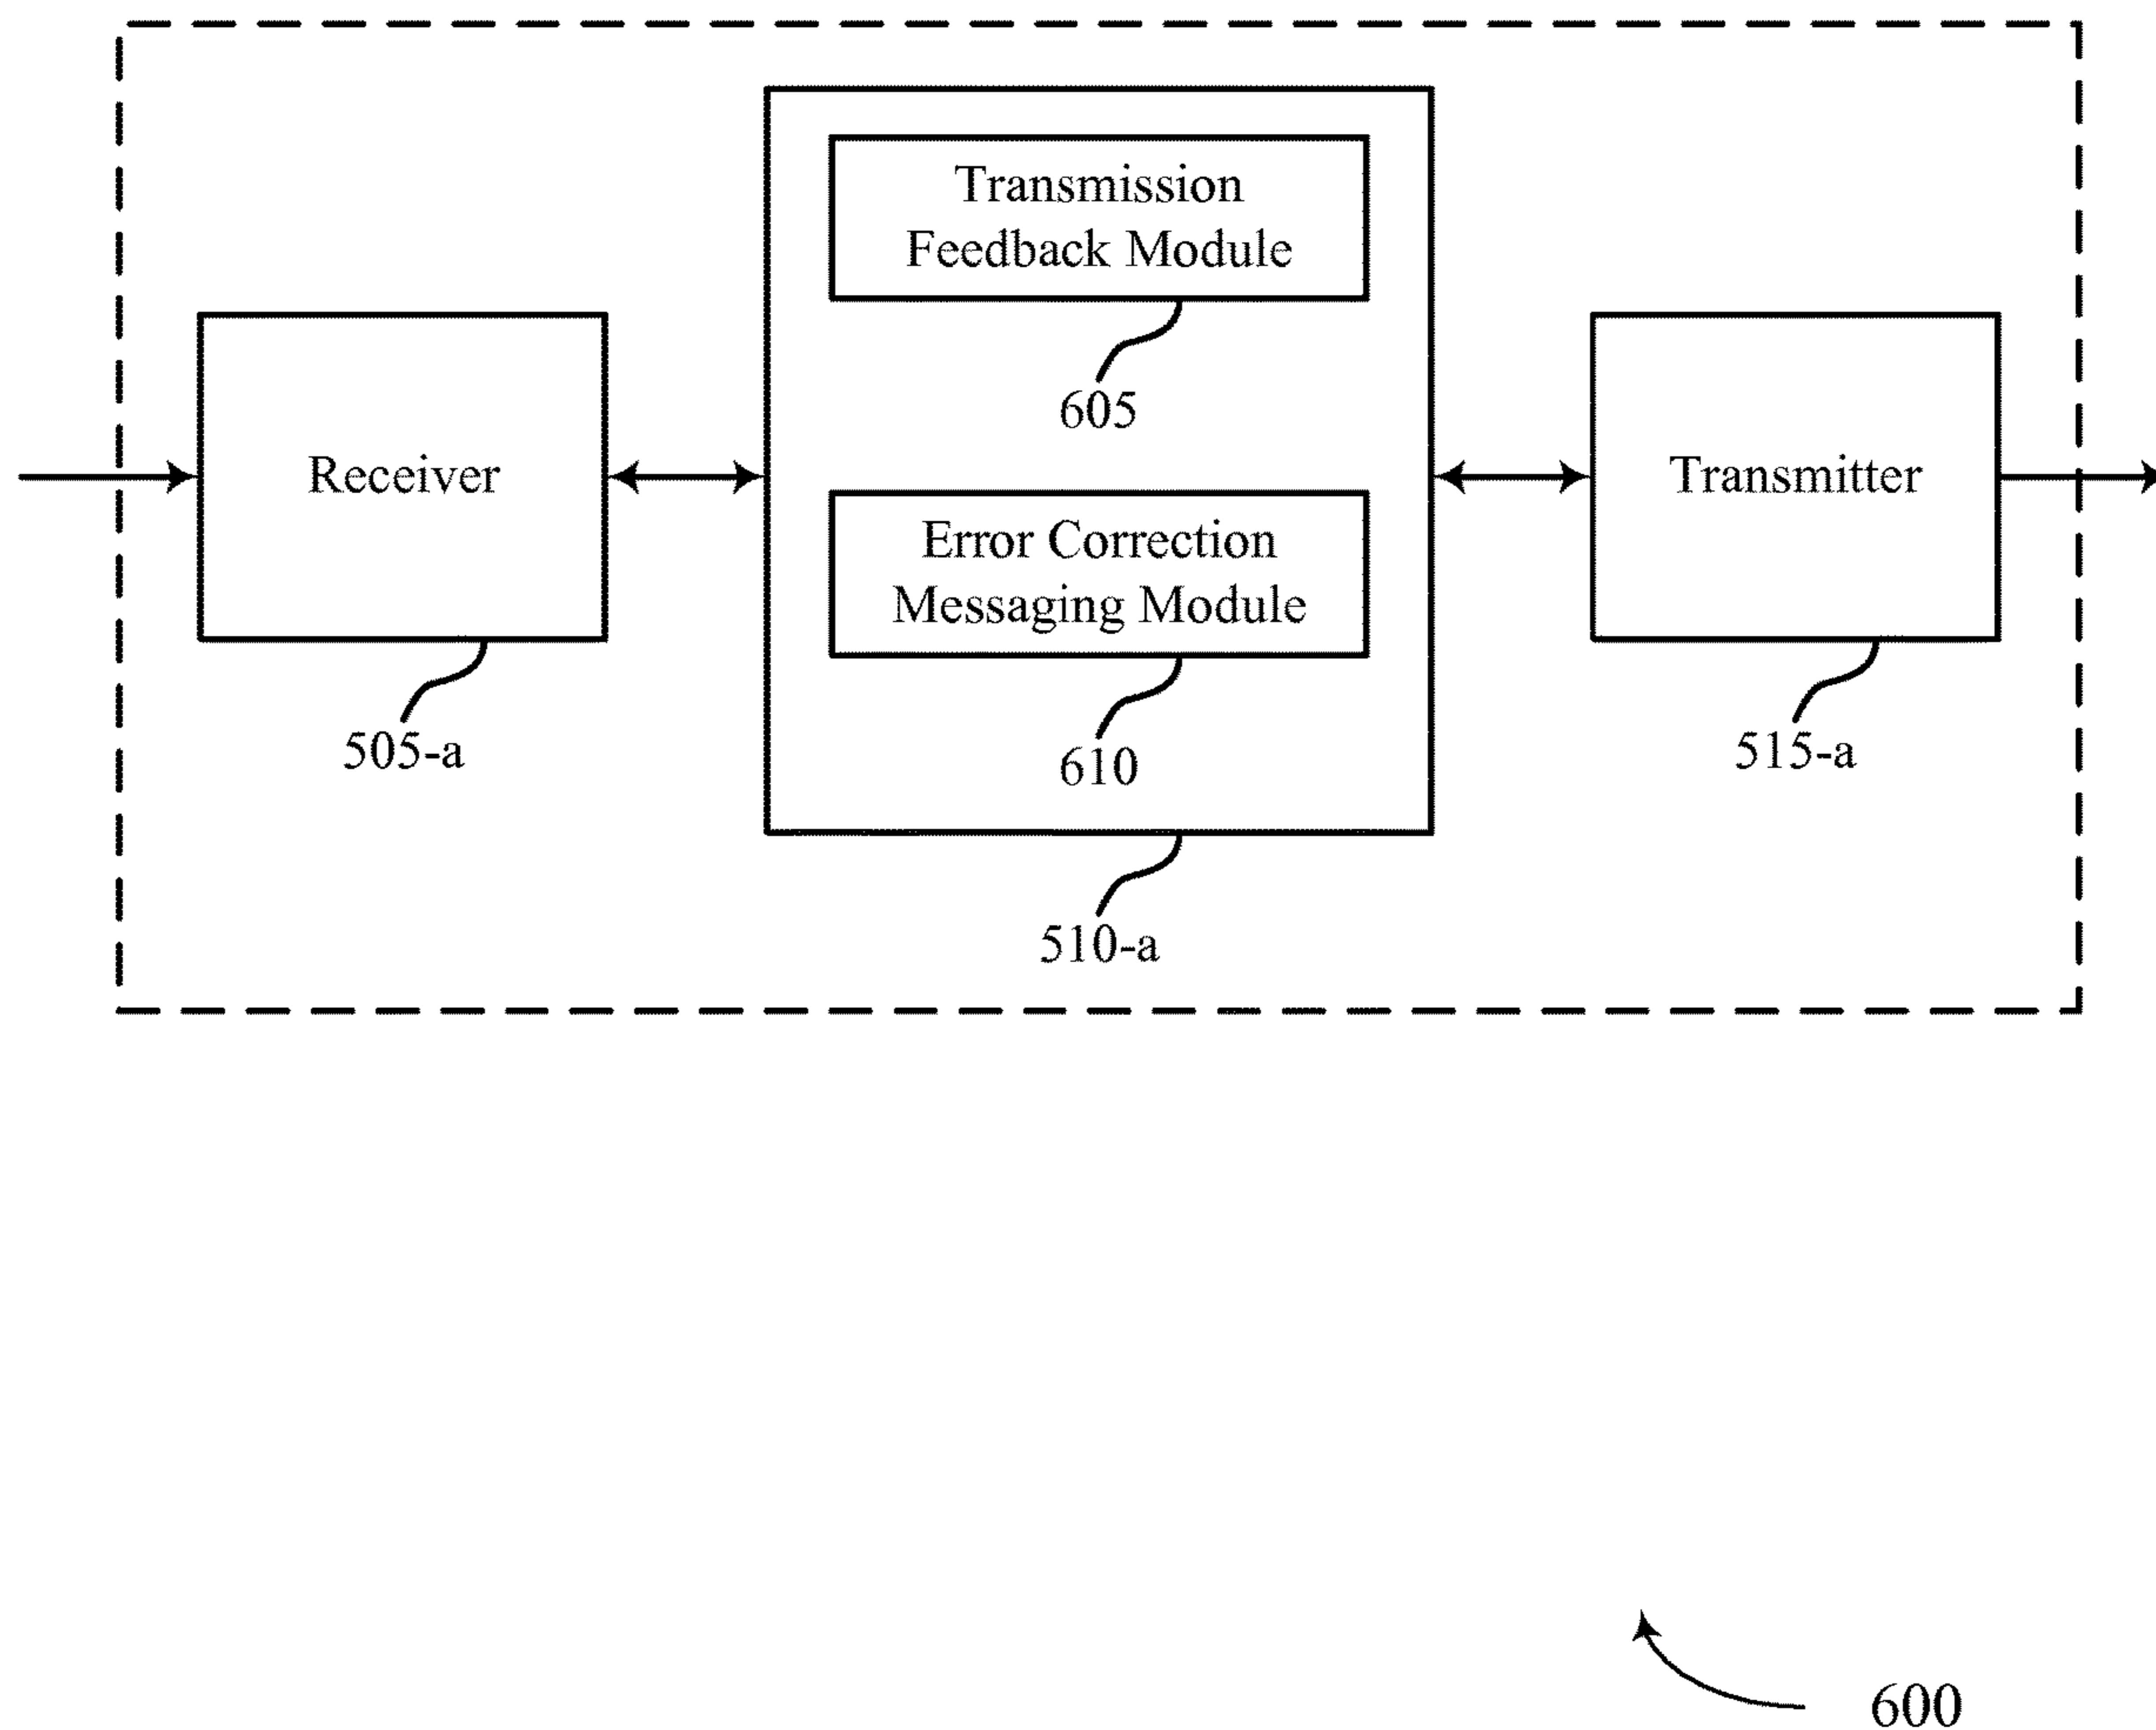 Transmission
Feedback Module
605
Receiver
Error Correction
Messaging Module
Transmitter
505-a
610
515-a
510-a
600